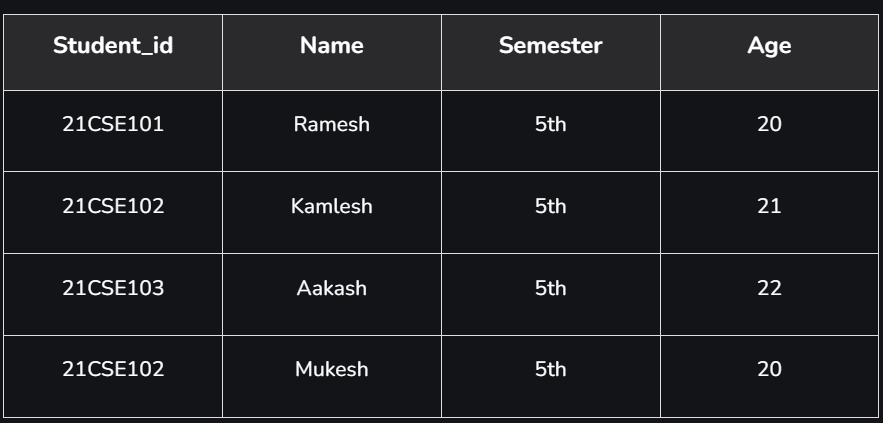 Student_id Name Semester Age
21CSE101 Ramesh 5th 20
21CSE102 Kamlesh 5th 21
21CSE103 Aakash 5th 22
21CSE102 Mukesh 5th 20